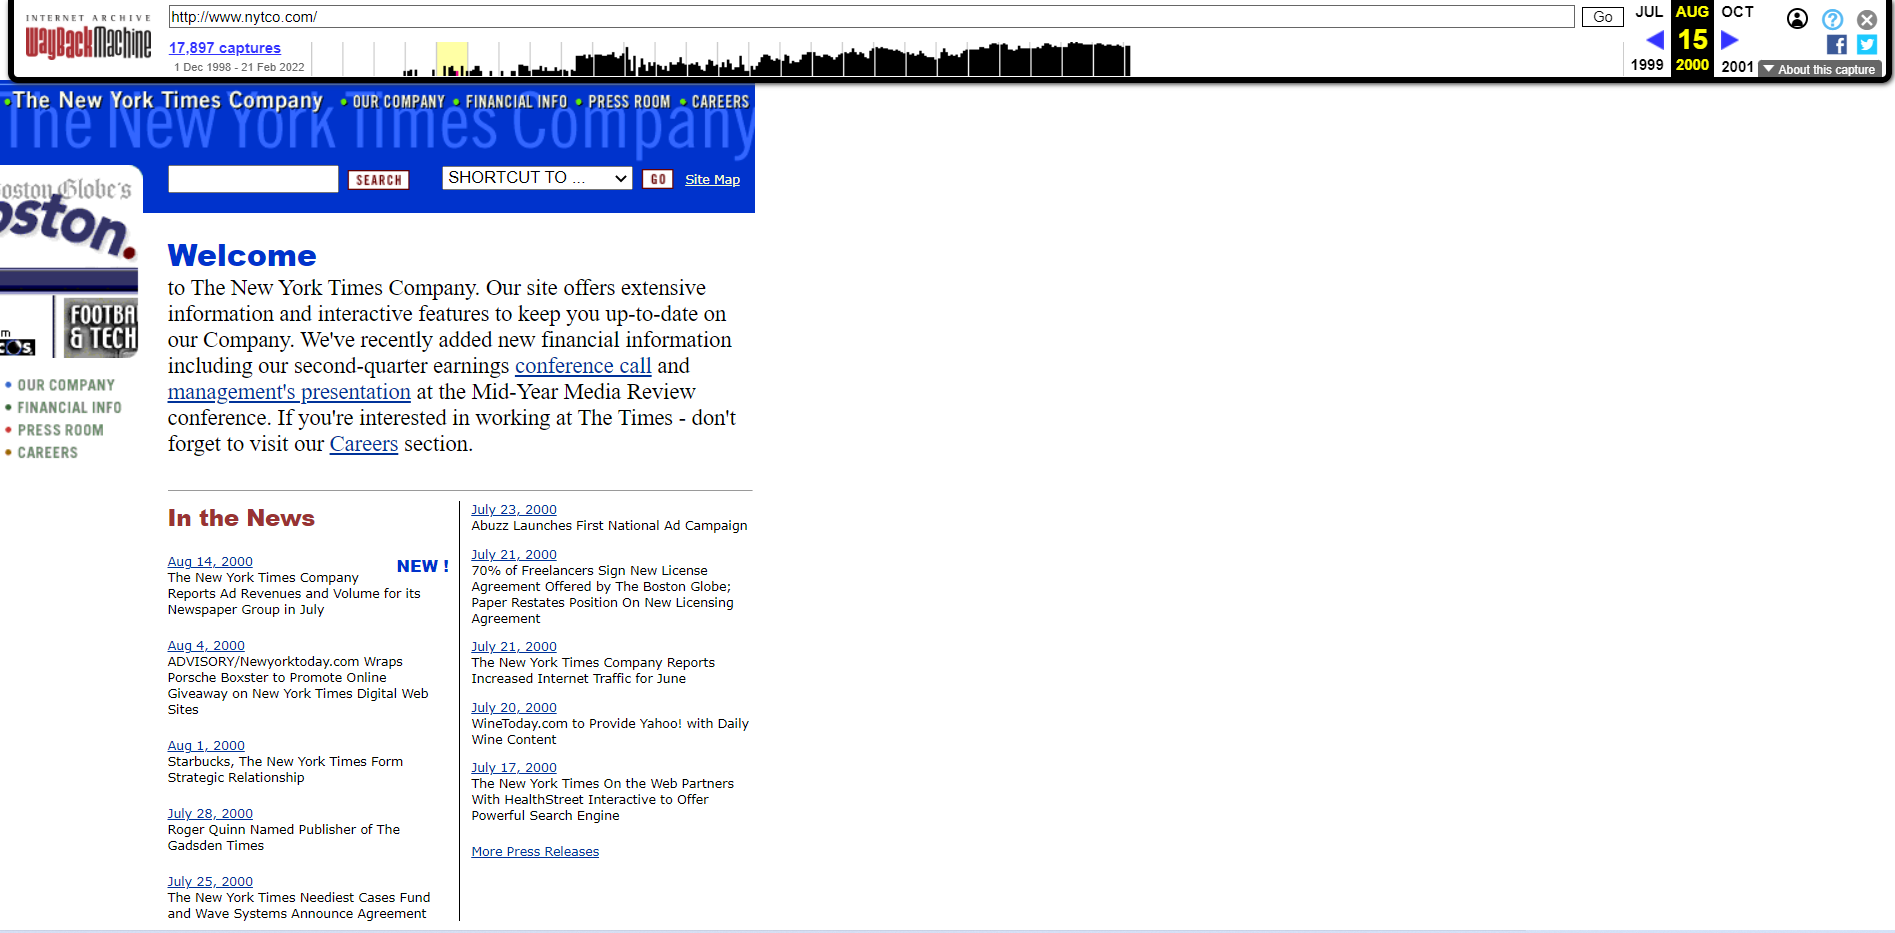 INTERNET ARCHIVE
WayBackMachine
http://www.nytco.com/
Go
17,897 captures
1 Dec 1998 - 21 Feb 2022
JUL AUG OCT
15
1999 2000 2001
About this capture
The New York Times Company
OUR COMPANY FINANCIAL INFO PRESS ROOM CAREERS
The New York Times Company
SEARCH
SHORTCUT TO ...
GO
Site Map
oston Globe's
oston.
FOOTBA
& TECH
OUR COMPANY
FINANCIAL INFO
PRESS ROOM
CAREERS
Welcome
to The New York Times Company. Our site offers extensive
information and interactive features to keep you up-to-date on
our Company. We've recently added new financial information
including our second-quarter earnings conference call and
management's presentation at the Mid-Year Media Review
conference. If you're interested in working at The Times - don't
forget to visit our Careers section.
In the News
Aug 14, 2000
NEW !
The New York Times Company
Reports Ad Revenues and Volume for its
Newspaper Group in July
Aug 4, 2000
ADVISORY/Newyorktoday.com Wraps
Porsche Boxster to Promote Online
Giveaway on New York Times Digital Web
Sites
Aug 1, 2000
Starbucks, The New York Times Form
Strategic Relationship
July 28, 2000
Roger Quinn Named Publisher of The
Gadsden Times
July 25, 2000
The New York Times Neediest Cases Fund
and Wave Systems Announce Agreement
July 23, 2000
Abuzz Launches First National Ad Campaign
July 21, 2000
70% of Freelancers Sign New License
Agreement Offered by The Boston Globe;
Paper Restates Position On New Licensing
Agreement
July 21, 2000
The New York Times Company Reports
Increased Internet Traffic for June
July 20, 2000
WineToday.com to Provide Yahoo! with Daily
Wine Content
July 17, 2000
The New York Times On the Web Partners
With HealthStreet Interactive to Offer
Powerful Search Engine
More Press Releases